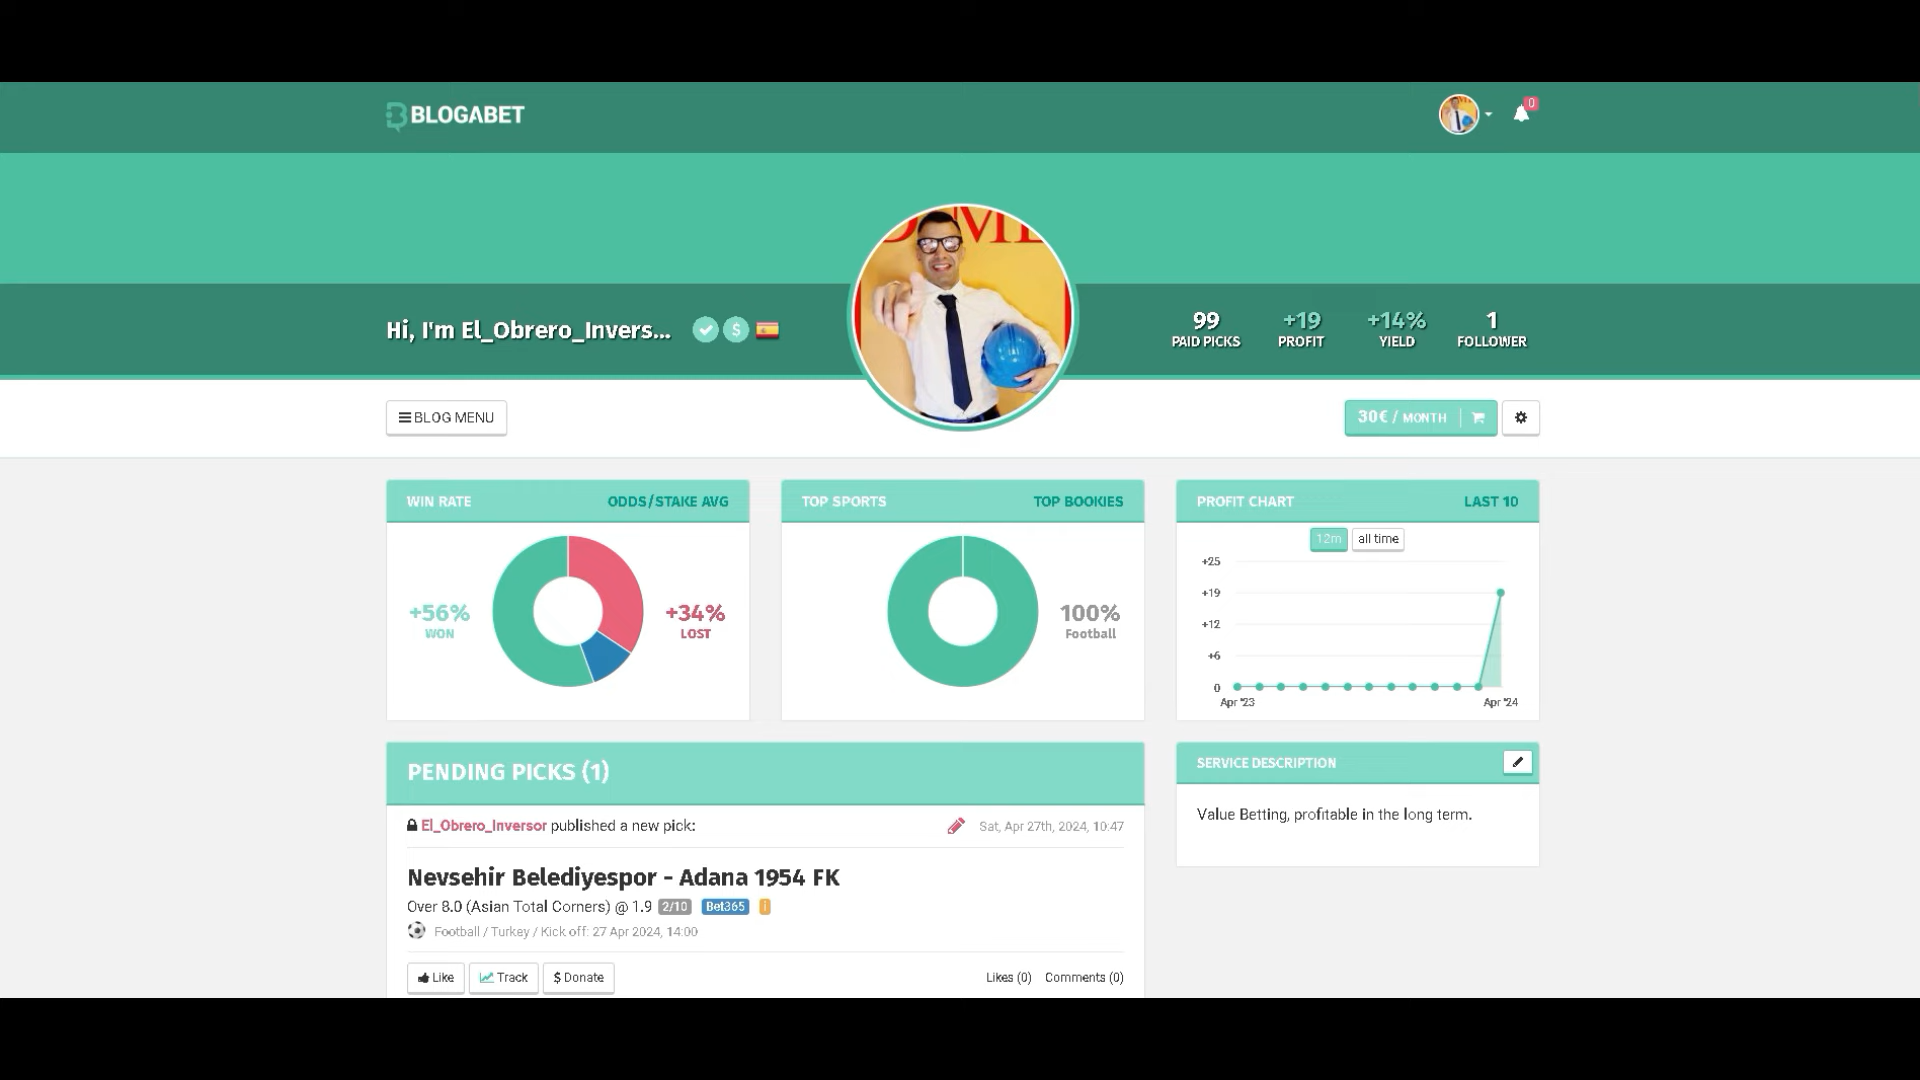 BLOGABET
0
Hi, I'm El_Obrero_Invers...
$
99
PAID PICKS
+19
PROFIT
+14%
YIELD
1
FOLLOWER
BLOG MENU
30€ / MONTH
WIN RATE
ODDS/STAKE AVG
+56%
WON
+34%
LOST
TOP SPORTS
TOP BOOKIES
100%
Football
PROFIT CHART
LAST 10
12m
all time
+25
+19
+12
+6
0
Apr '23
Apr '24
PENDING PICKS (1)
El_Obrero_Inversor published a new pick:
Sat, Apr 27th, 2024, 10:47
Nevsehir Belediyespor - Adana 1954 FK
Over 8.0 (Asian Total Corners) @ 1.9 2/10 Bet365 i
Football / Turkey / Kick off: 27 Apr 2024, 14:00
Like
Track
$ Donate
Likes (0)
Comments (0)
SERVICE DESCRIPTION
Value Betting, profitable in the long term.